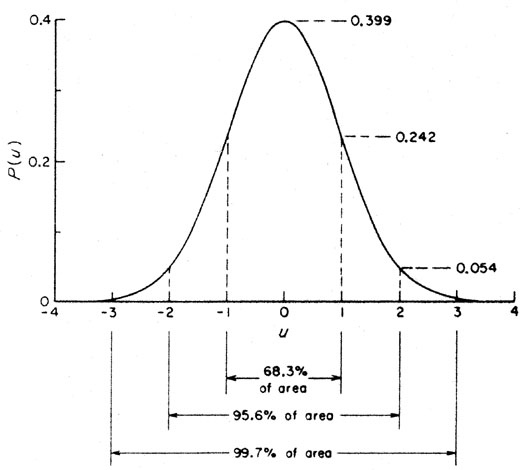 0.4
0.399
0.242
P(u)
0.2
0.054
0
-4 -3 -2 -1 0 1 2 3 4
u
68.3%
of area
95.6% of area
99.7% of area